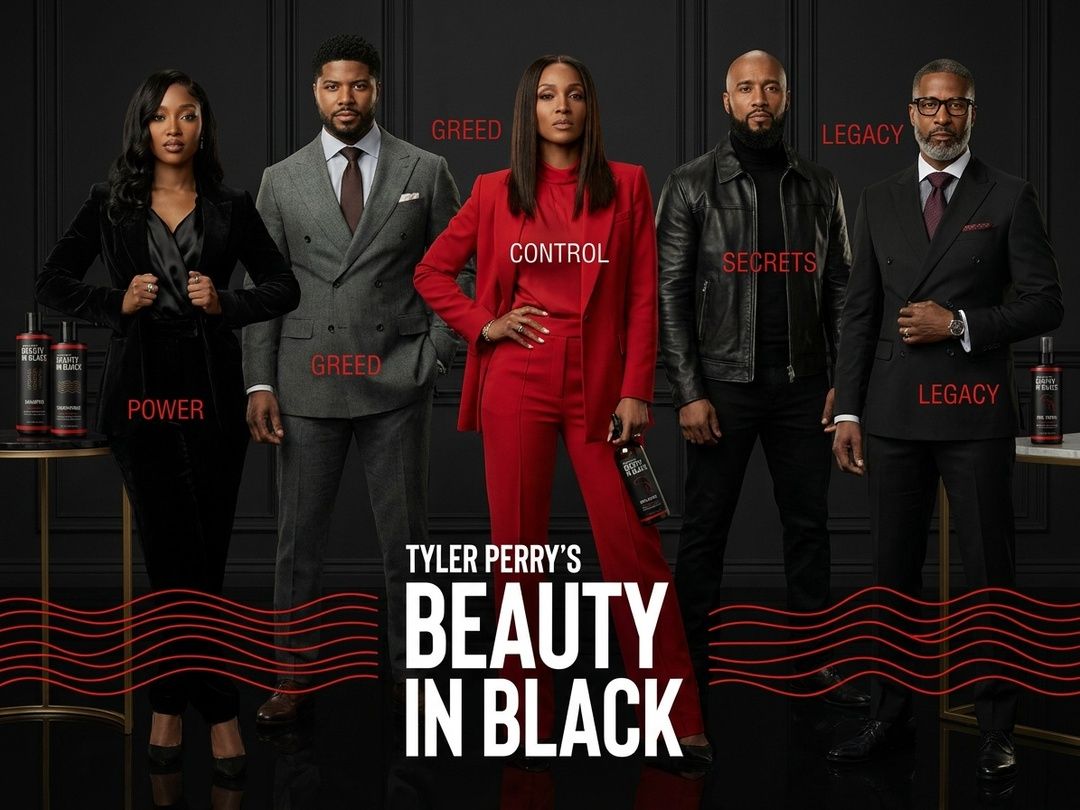 GREED
LEGACY
CONTROL
SECRETS
GREED
LEGACY
POWER
TYLER PERRY'S
BEAUTY
IN BLACK